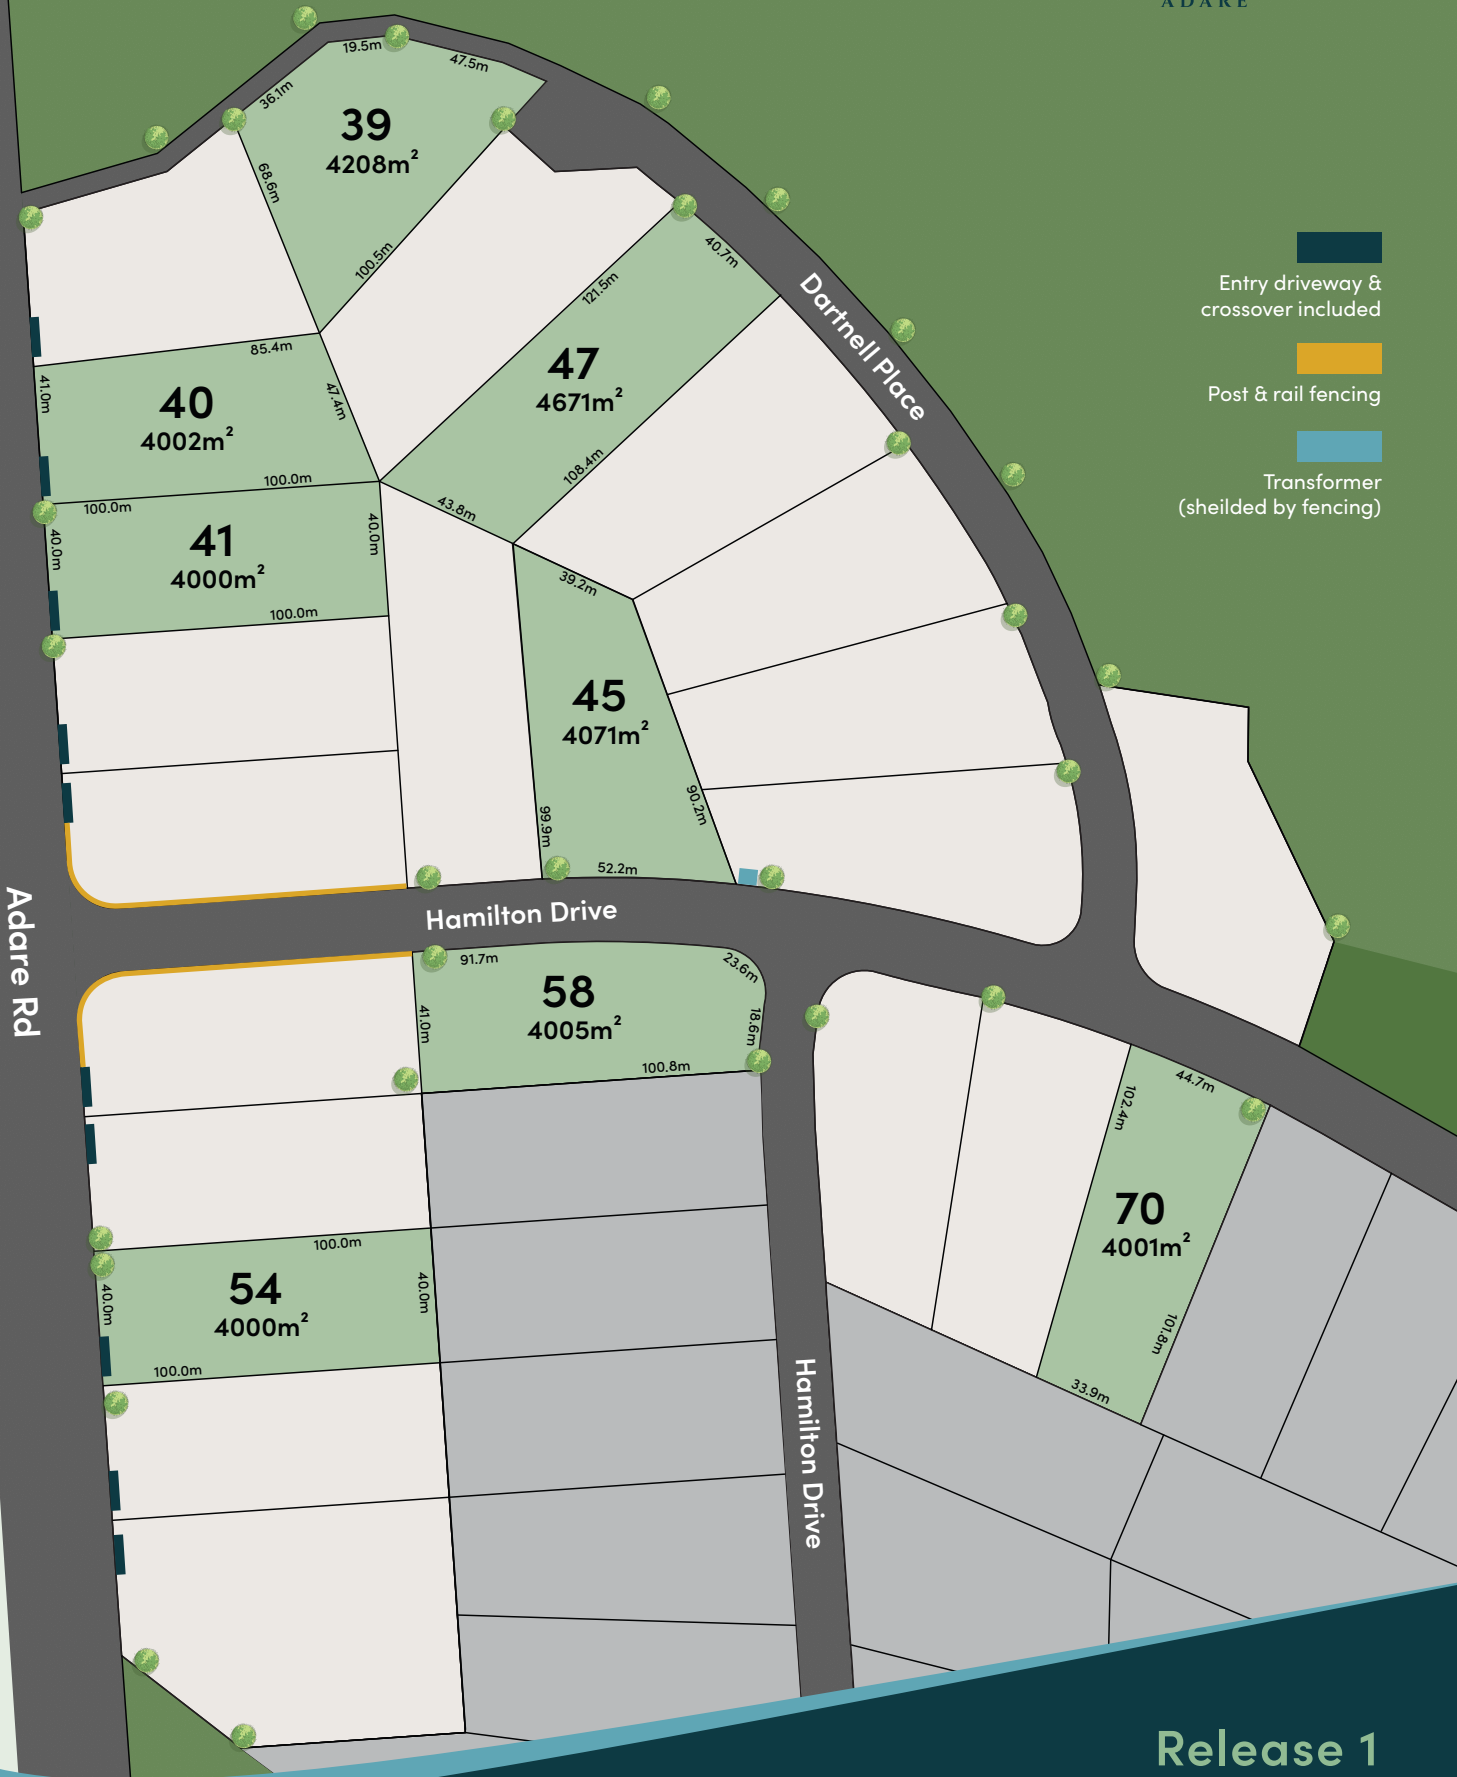 ADARE
19.5m
47.5m
36.1m
39
4208m²
68.6m
100.5m
40.7m
121.5m
Dartnell Place
Entry driveway &
crossover included
85.4m
47
4671m²
Post & rail fencing
41.0m
40
4002m²
47.4m
108.4m
100.0m
Transformer
(sheilded by fencing)
100.0m
43.8m
40.0m
41
4000m²
40.0m
39.2m
100.0m
45
4071m²
90.2m
99.9m
52.2m
Adare Rd
Hamilton Drive
91.7m
23.6m
58
4005m²
41.0m
18.6m
100.8m
44.7m
102.4m
70
4001m²
100.0m
54
4000m²
40.0m
40.0m
101.8m
100.0m
33.9m
Hamilton Drive
Release 1